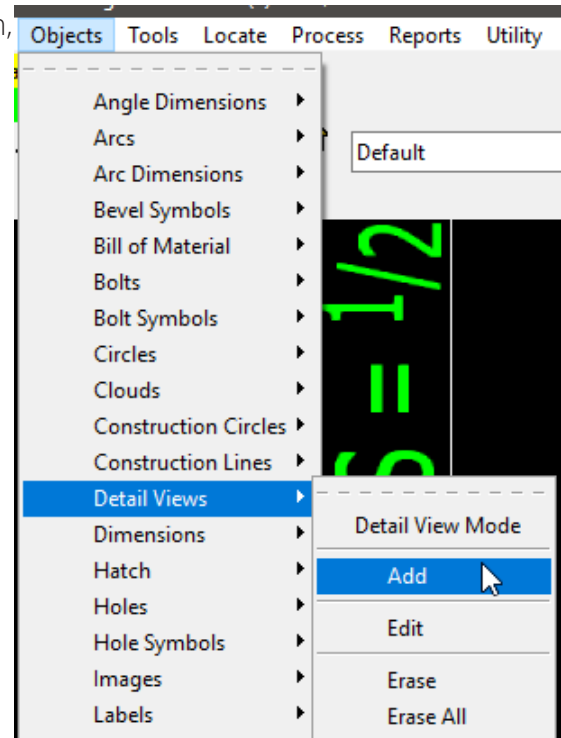 Objects Tools Locate Process Reports Utility
Default
Angle Dimensions
Arcs
Arc Dimensions
Bevel Symbols
Bill of Material
Bolts
Bolt Symbols
Circles
Clouds
Construction Circles
Construction Lines
Detail Views
Dimensions
Hatch
Holes
Hole Symbols
Images
Labels
Detail View Mode
Add
Edit
Erase
Erase All
= 1/2